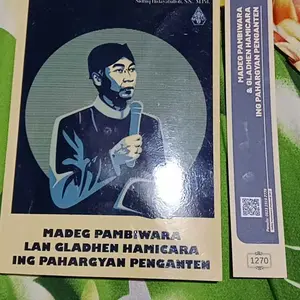 MADEG PAMBIWARA
LAN GLADHEN HAMICARA
ING PAHARGYAN PENGANTEN
MADEG PAMBIWARA
& GLADHEN HAMICARA
ING PAHARGYAN PENGANTEN
1270